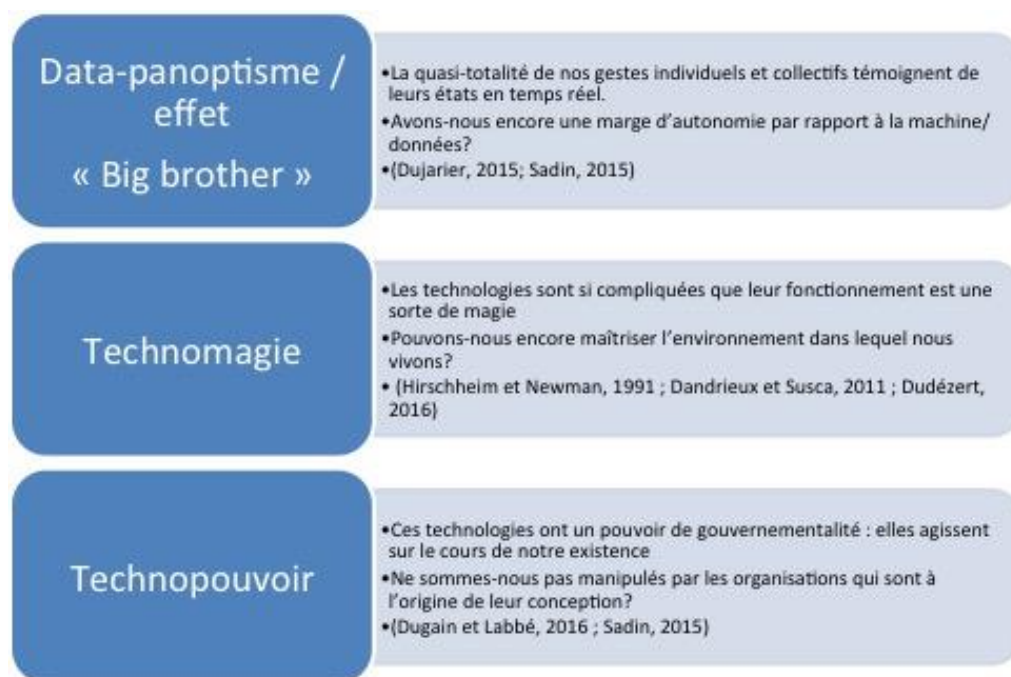 Data-panoptisme /
effet
« Big brother »
•La quasi-totalité de nos gestes individuels et collectifs témoignent de
leurs états en temps réel.
•Avons-nous encore une marge d'autonomie par rapport à la machine/
données?
•(Dujarier, 2015; Sadin, 2015)
Technomagie
•Les technologies sont si compliquées que leur fonctionnement est une
sorte de magie
•Pouvons-nous encore maîtriser l'environnement dans lequel nous
vivons?
• (Hirschheim et Newman, 1991 ; Dandrieux et Susca, 2011 ; Dudézert,
2016)
Technopouvoir
•Ces technologies ont un pouvoir de gouvernementalité : elles agissent
sur le cours de notre existence
•Ne sommes-nous pas manipulés par les organisations qui sont à
l'origine de leur conception?
•(Dugain et Labbé, 2016 ; Sadin, 2015)